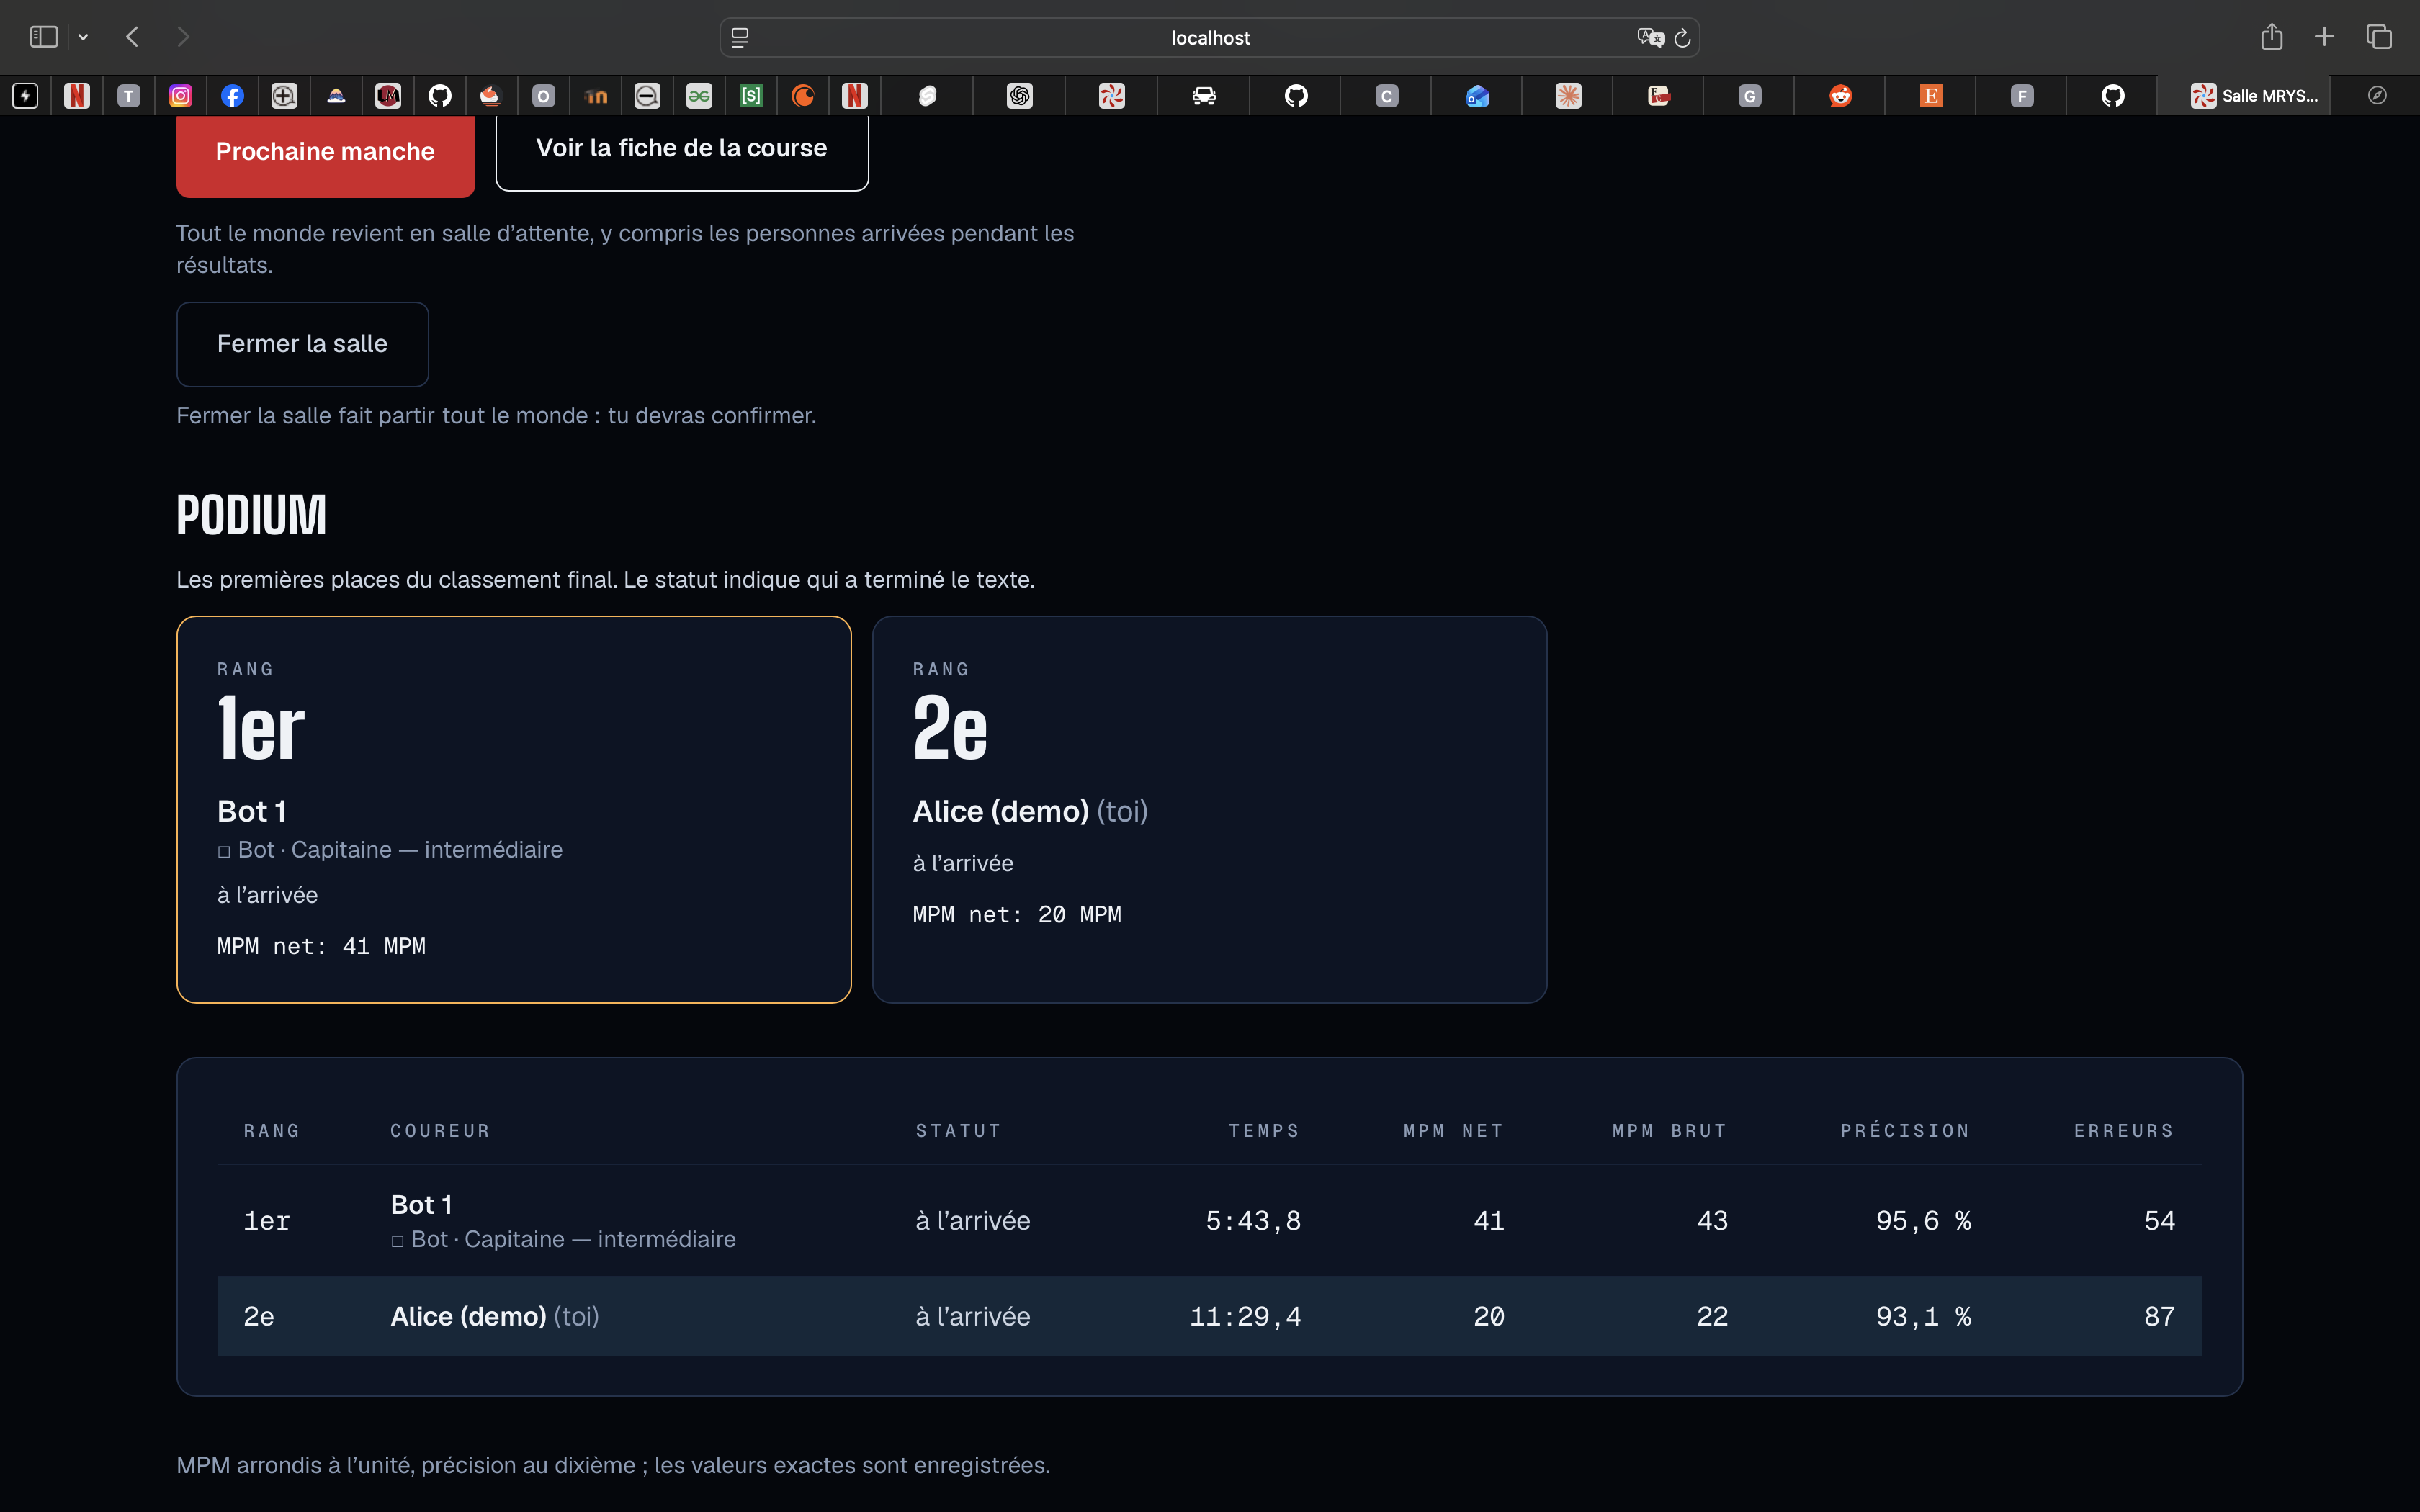 localhost
T
O
[S]
C
G
E
F
Salle MRYS...
Prochaine manche
Voir la fiche de la course
Tout le monde revient en salle d’attente, y compris les personnes arrivées pendant les
résultats.
Fermer la salle
Fermer la salle fait partir tout le monde : tu devras confirmer.
PODIUM
Les premières places du classement final. Le statut indique qui a terminé le texte.
RANG
1er
Bot 1
□ Bot · Capitaine — intermédiaire
à l’arrivée
MPM net: 41 MPM
RANG
2e
Alice (demo) (toi)
à l’arrivée
MPM net: 20 MPM
RANG COUREUR STATUT TEMPS MPM NET MPM BRUT PRÉCISION ERREURS
1er Bot 1 à l’arrivée 5:43,8 41 43 95,6 % 54
□ Bot · Capitaine — intermédiaire
2e Alice (demo) (toi) à l’arrivée 11:29,4 20 22 93,1 % 87
MPM arrondis à l’unité, précision au dixième ; les valeurs exactes sont enregistrées.